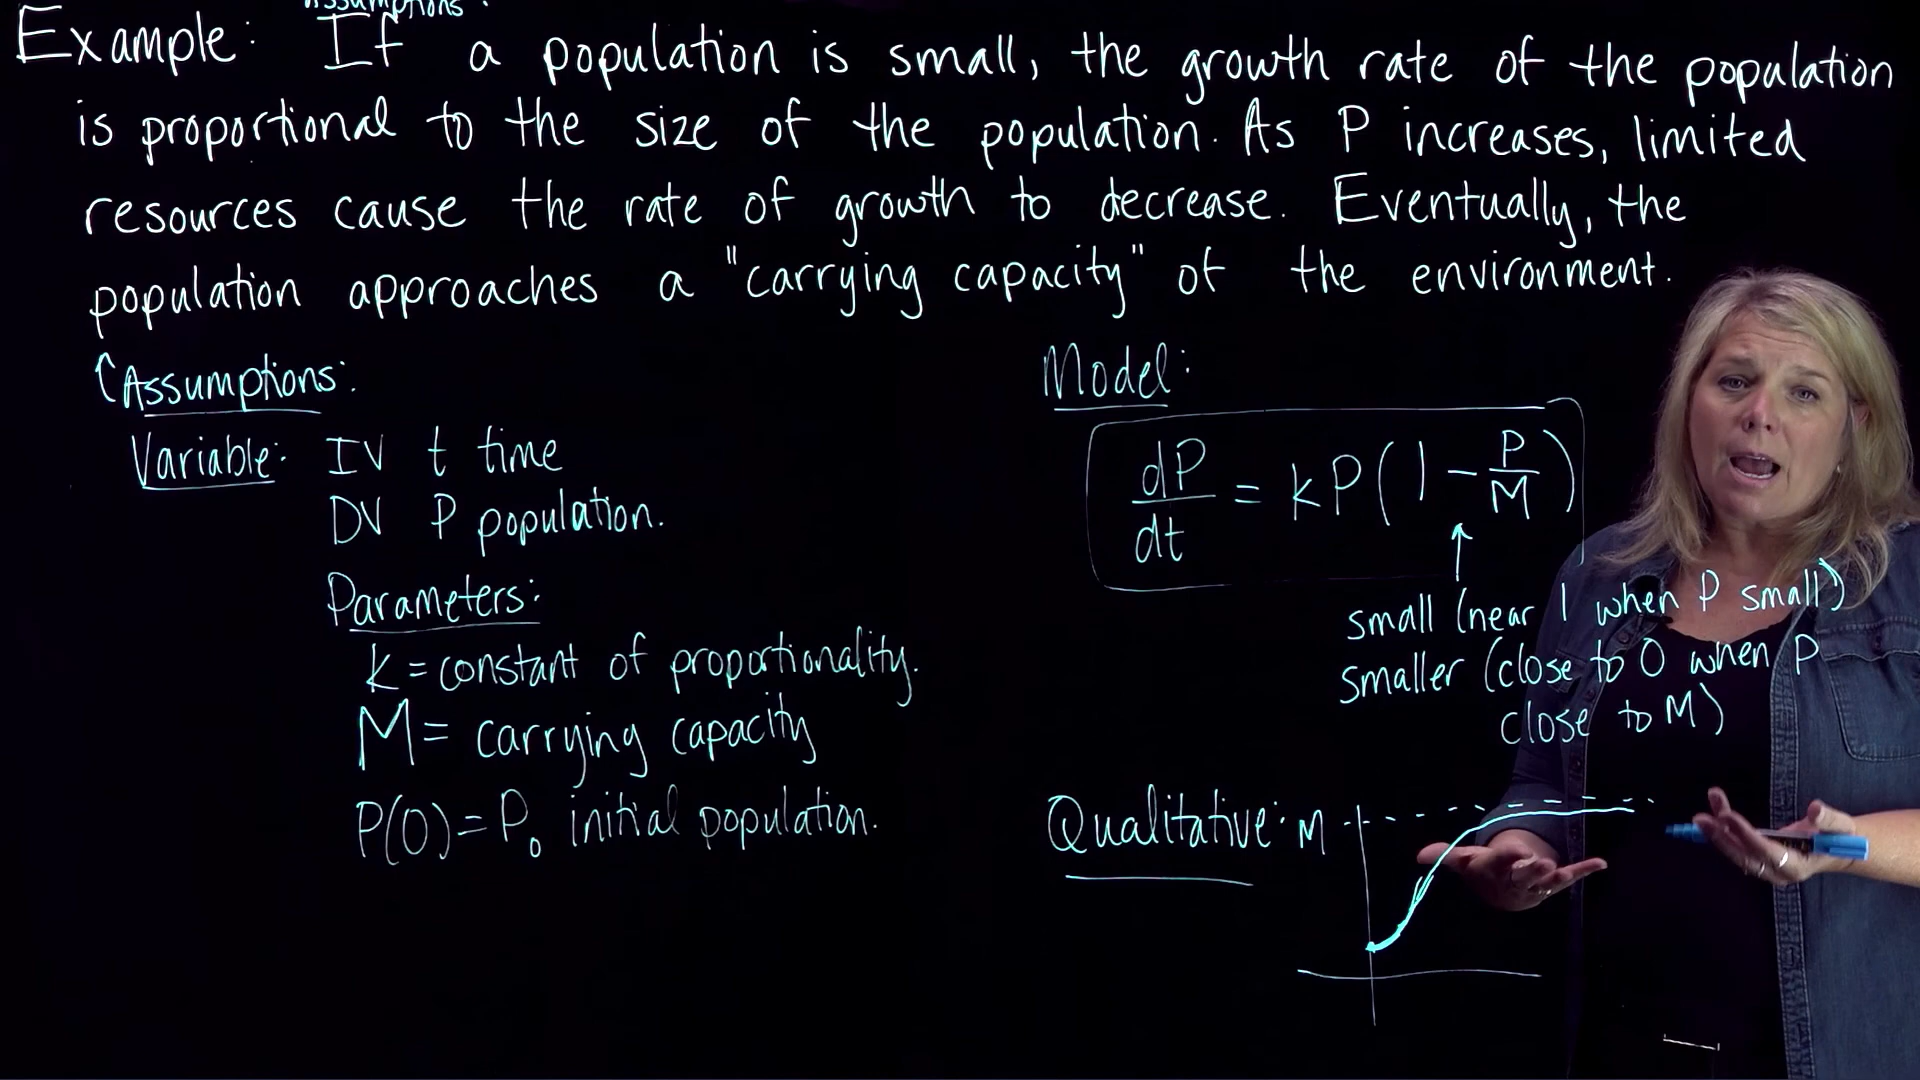 Assumptions:
Example: If a population is small, the growth rate of the population
is proportional to the size of the population. As P increases, limited
resources cause the rate of growth to decrease. Eventually, the
population approaches a "carrying capacity" of the environment.
(Assumptions:
Variable: IV t time
DV P population.
Parameters:
k = constant of proportionality.
M = carrying capacity
P(0) = P₀ initial population.
Model:
dP/dt = kP(1 - P/M)
↑
small (near 1 when P small)
smaller (close to 0 when P
close to M)
Qualitative: M